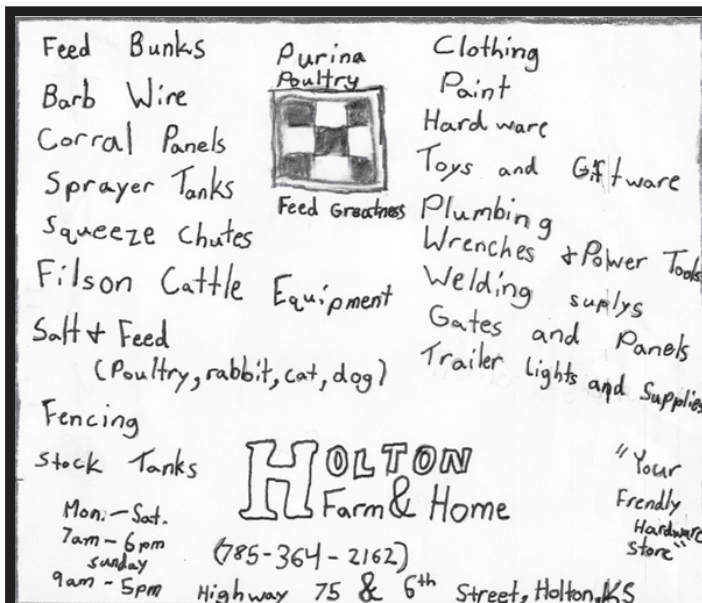 Feed Bunks
Barb Wire
Corral Panels
Sprayer Tanks
Squeeze chutes
Filson Cattle Equipment
Salt & Feed
(Poultry, rabbit, cat, dog)
Fencing
Stock Tanks
Mon. - Sat.
7am - 6pm
sunday
9am - 5pm
Purina
Poultry
Feed Greatness
Clothing
Paint
Hardware
Toys and Giftware
Plumbing
Wrenches & Power Tools
Welding suplys
Gates and Panels
Trailer Lights and Supplies
HOLTON
Farm & Home
(785-364-2162)
Highway 75 & 6th Street, Holton, KS
"Your
Frendly
Hardware
Store"